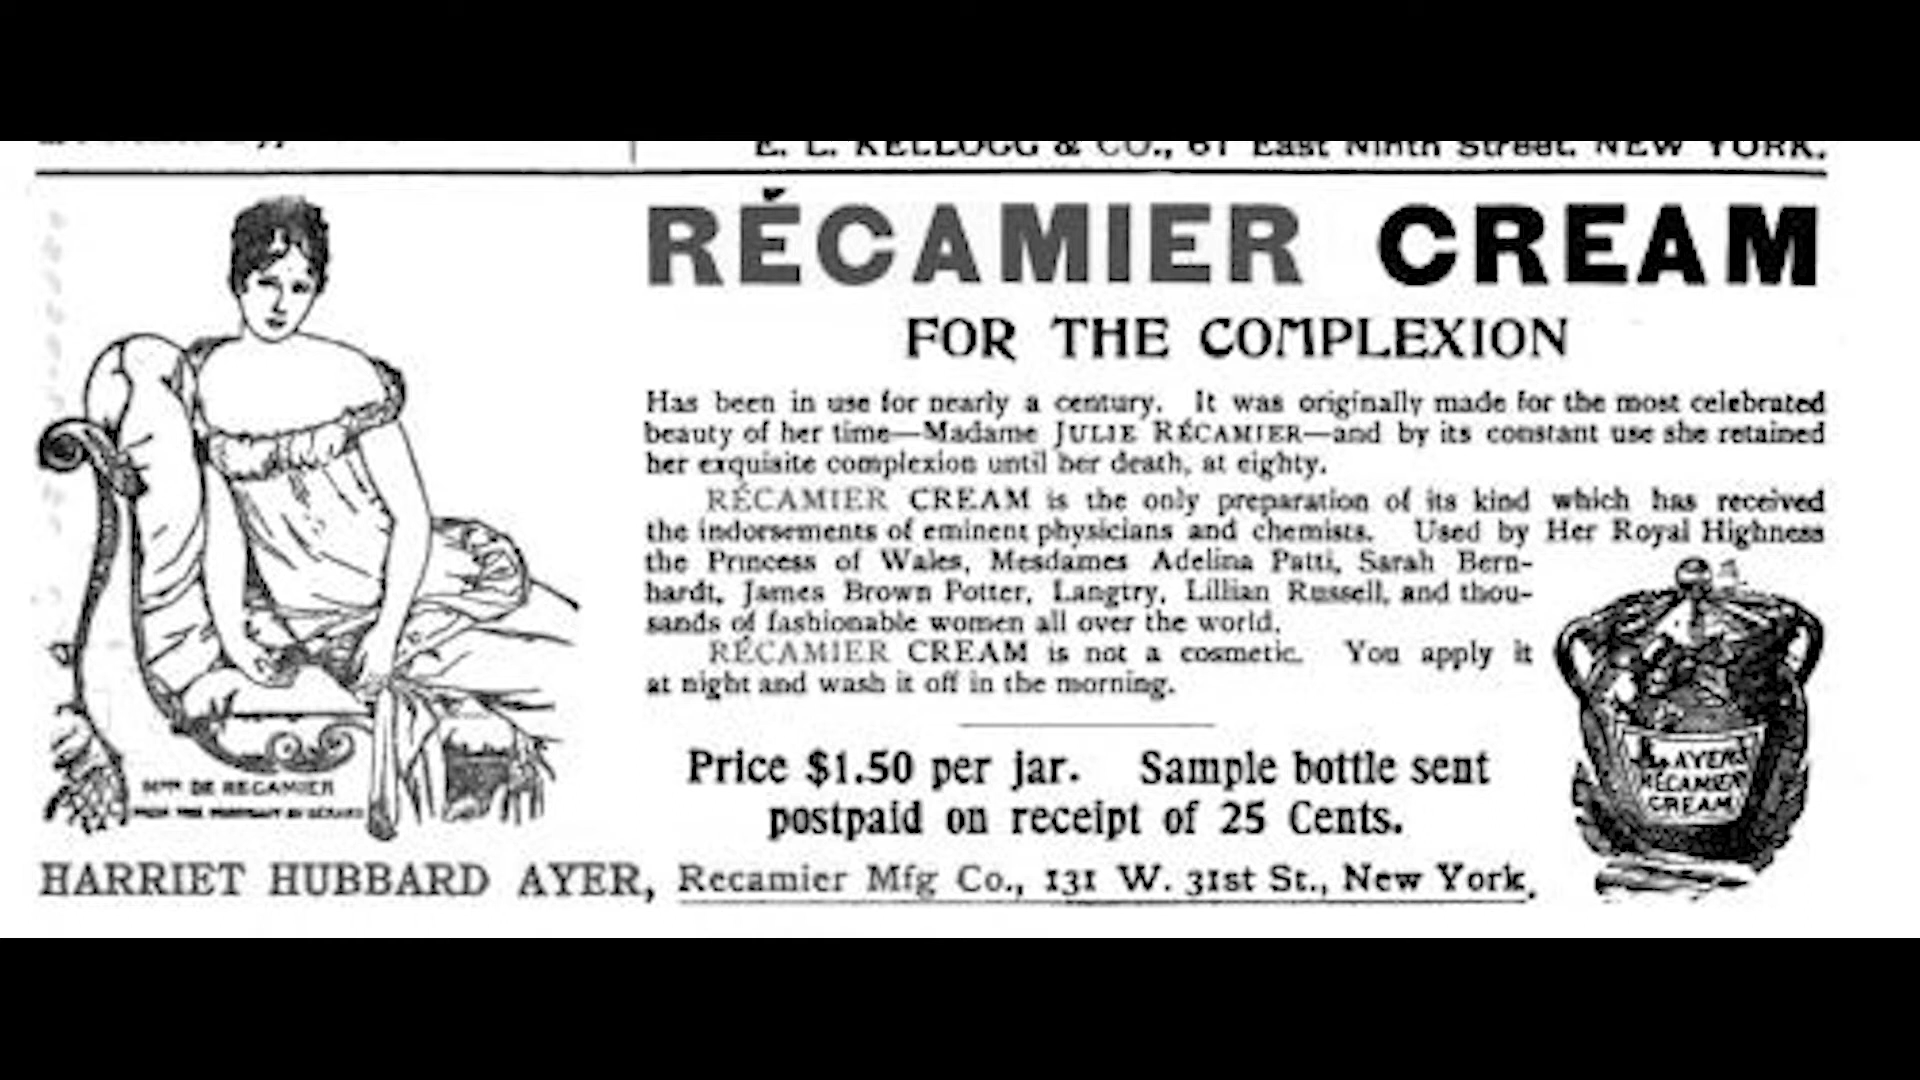 E. L. KELLOGG & CO., 61 East Ninth Street. NEW YORK.
RÉCAMIER CREAM
FOR THE COMPLEXION
Has been in use for nearly a century. It was originally made for the most celebrated
beauty of her time—Madame JULIE RÉCAMIER—and by its constant use she retained
her exquisite complexion until her death, at eighty.
RÉCAMIER CREAM is the only preparation of its kind which has received
the indorsements of eminent physicians and chemists. Used by Her Royal Highness
the Princess of Wales, Mesdames Adelina Patti, Sarah Bern-
hardt, James Brown Potter, Langtry, Lillian Russell, and thou-
sands of fashionable women all over the world.
RÉCAMIER CREAM is not a cosmetic. You apply it
at night and wash it off in the morning.
Price $1.50 per jar. Sample bottle sent
postpaid on receipt of 25 Cents.
AYER
RÉCAMIER
CREAM
MME DE RECAMIER
FROM THE PORTRAIT BY GÉRARD
HARRIET HUBBARD AYER, Recamier Mfg Co., 131 W. 31st St., New York.